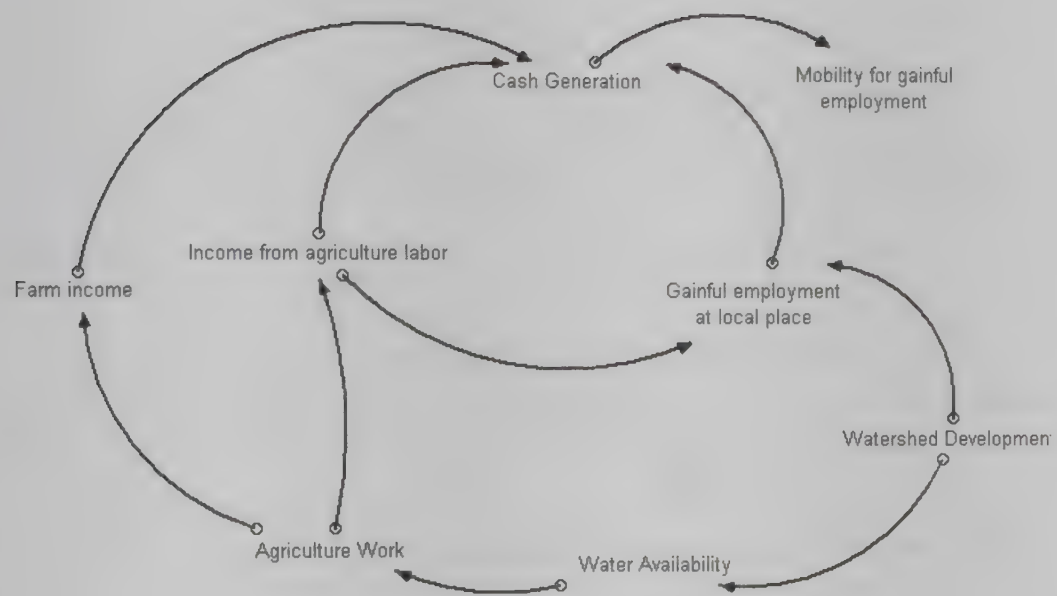 Cash Generation
Mobility for gainful
employment
Income from agriculture labor
Farm income
Gainful employment
at local place
Watershed Development
Agriculture Work
Water Availability